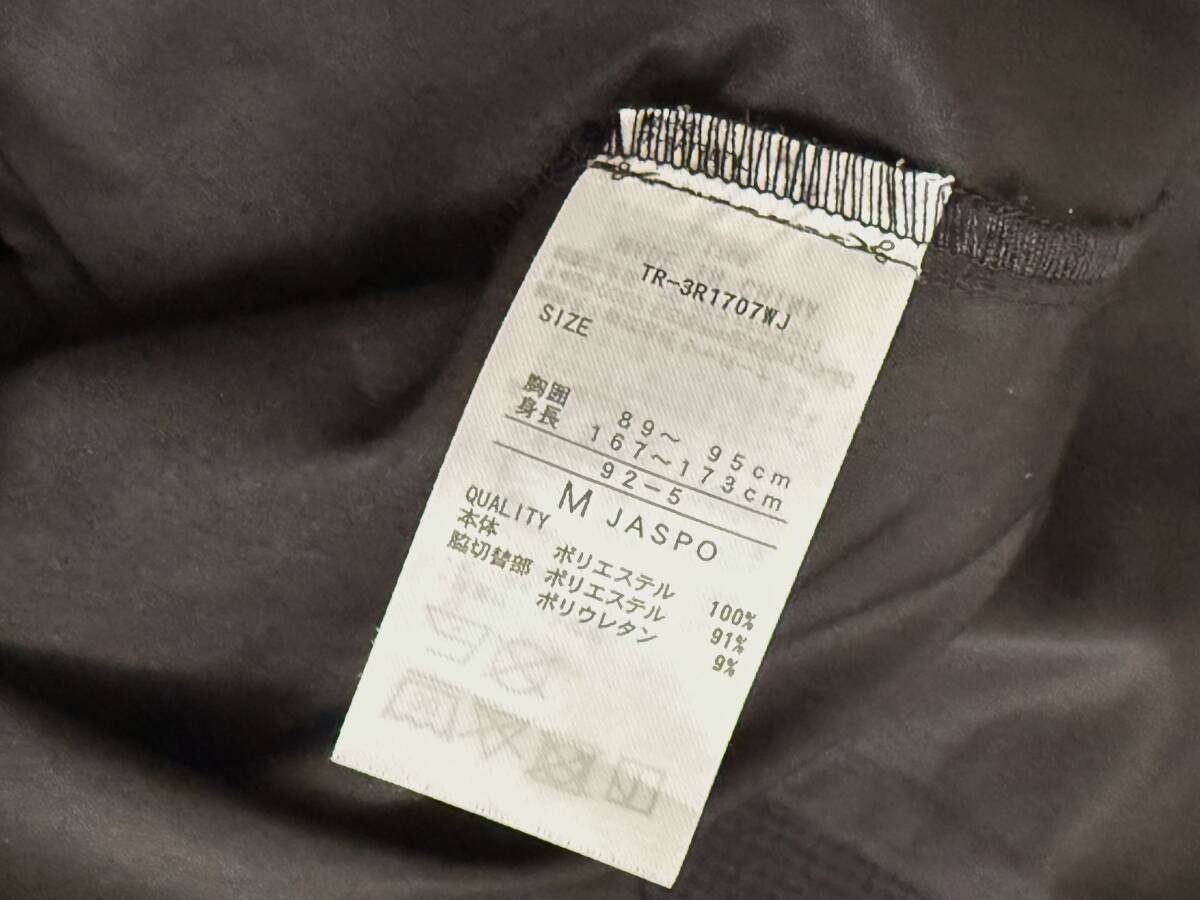 TR-3R1707WJ
SIZE
胸囲 89～ 95cm
身長 167～173cm
92-5
M JASPO
QUALITY
本体 ポリエステル 100%
脇切替部 ポリエステル 91%
ポリウレタン 9%